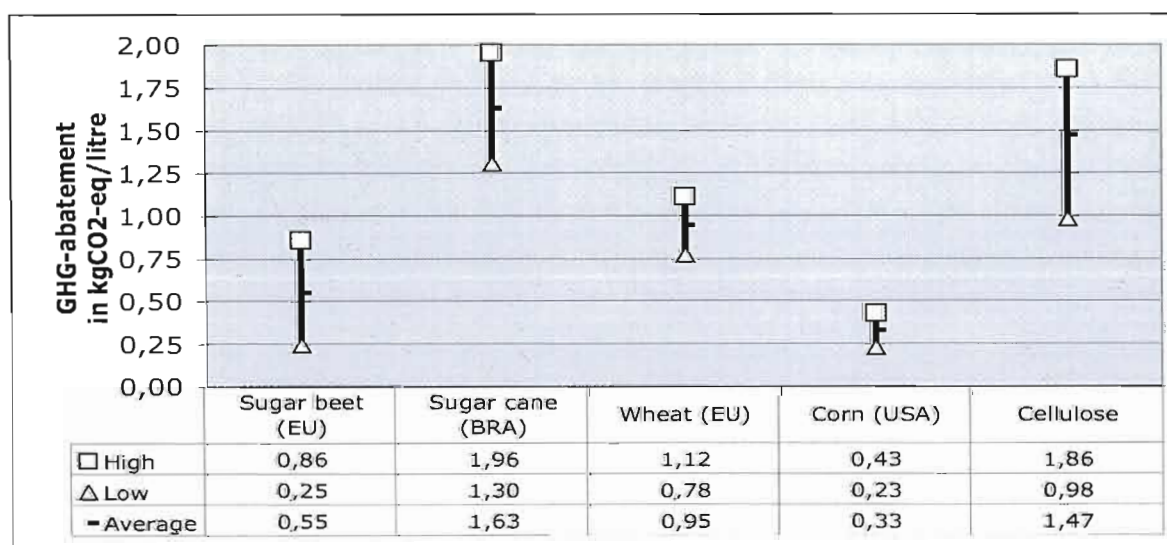 GHG-abatement
in kgCO2-eq/litre
2,00
1,75
1,50
1,25
1,00
0,75
0,50
0,25
0,00
Sugar beet (EU) Sugar cane (BRA) Wheat (EU) Corn (USA) Cellulose
High 0,86 1,96 1,12 0,43 1,86
Low 0,25 1,30 0,78 0,23 0,98
Average 0,55 1,63 0,95 0,33 1,47